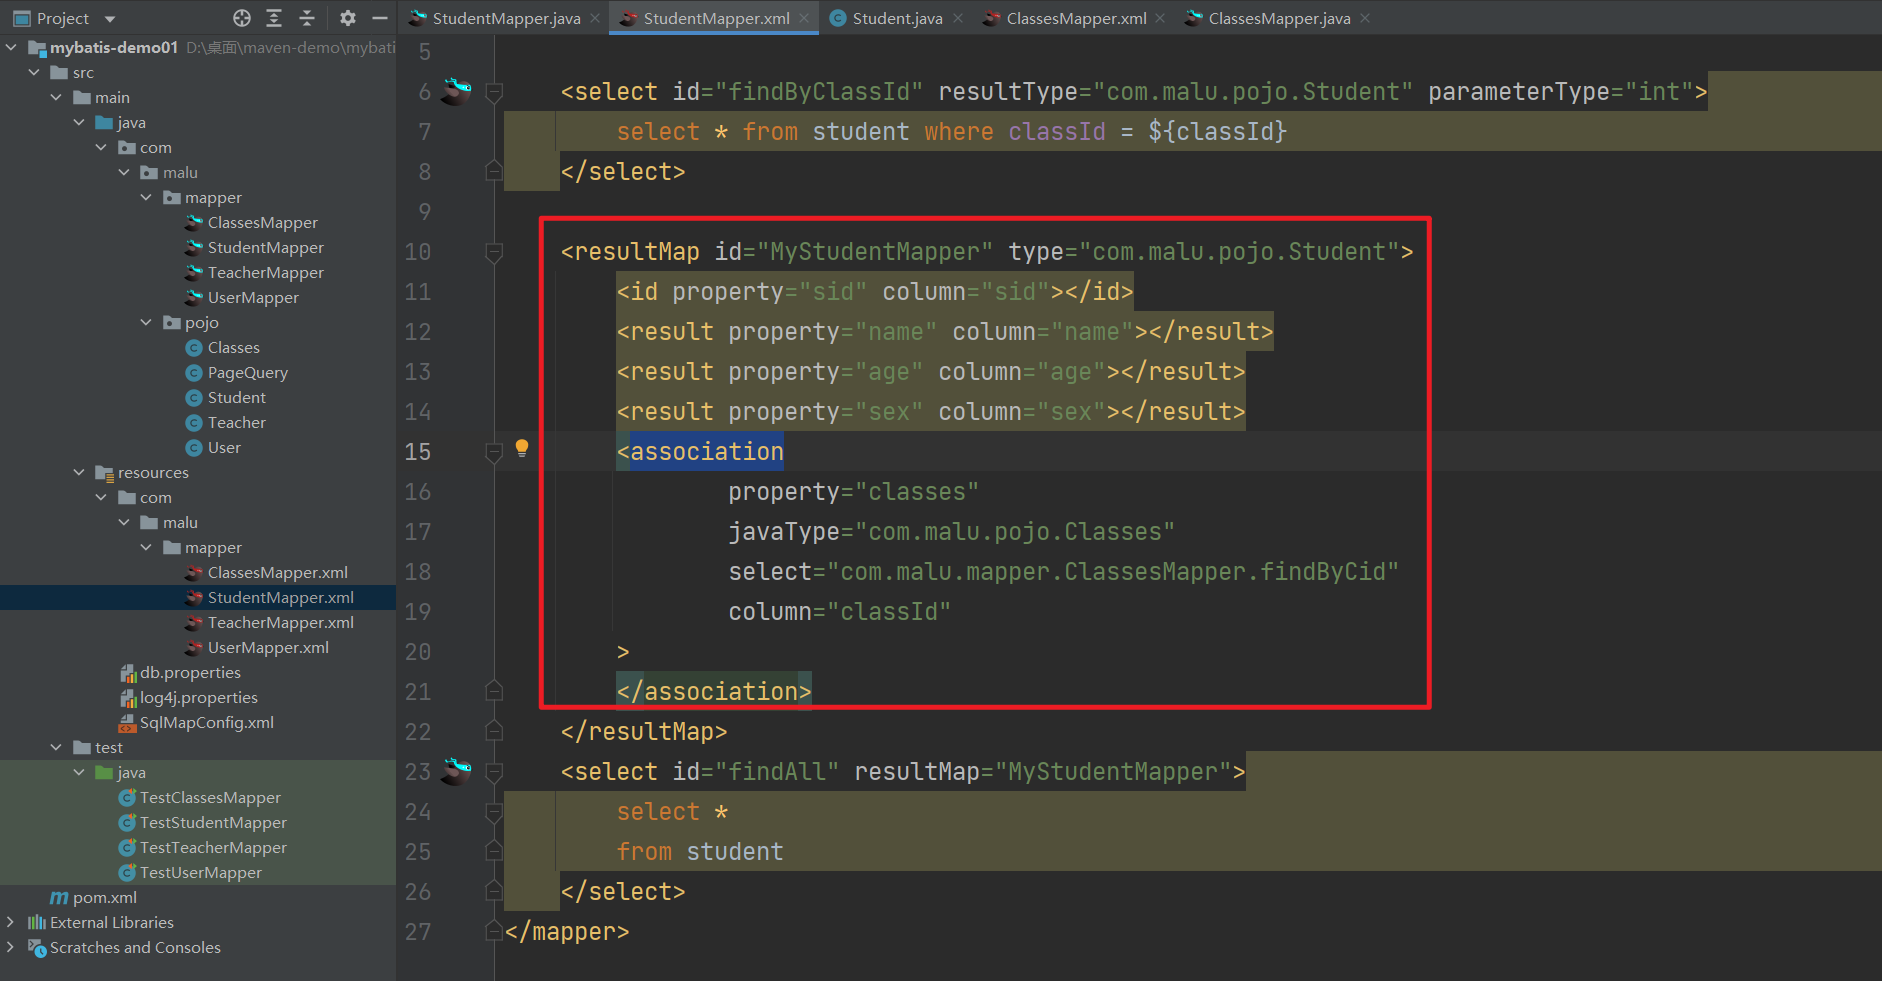 Project
StudentMapper.java
StudentMapper.xml
Student.java
ClassesMapper.xml
ClassesMapper.java
mybatis-demo01 D:\桌面\maven-demo\mybati
src
main
java
com
malu
mapper
ClassesMapper
StudentMapper
TeacherMapper
UserMapper
pojo
Classes
PageQuery
Student
Teacher
User
resources
com
malu
mapper
ClassesMapper.xml
StudentMapper.xml
TeacherMapper.xml
UserMapper.xml
db.properties
log4j.properties
SqlMapConfig.xml
test
java
TestClassesMapper
TestStudentMapper
TestTeacherMapper
TestUserMapper
pom.xml
External Libraries
Scratches and Consoles
5
6 <select id="findByClassId" resultType="com.malu.pojo.Student" parameterType="int">
7 select * from student where classId = ${classId}
8 </select>
9
10 <resultMap id="MyStudentMapper" type="com.malu.pojo.Student">
11 <id property="sid" column="sid"></id>
12 <result property="name" column="name"></result>
13 <result property="age" column="age"></result>
14 <result property="sex" column="sex"></result>
15 <association
16 property="classes"
17 javaType="com.malu.pojo.Classes"
18 select="com.malu.mapper.ClassesMapper.findByCid"
19 column="classId"
20 >
21 </association>
22 </resultMap>
23 <select id="findAll" resultMap="MyStudentMapper">
24 select *
25 from student
26 </select>
27 </mapper>